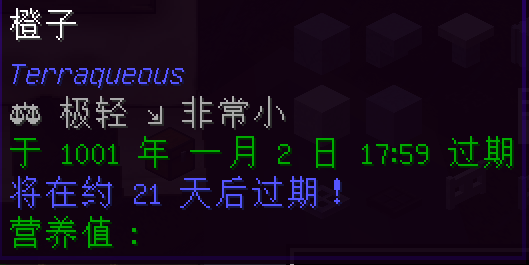 橙子
Terraqueous
极轻 ⇲ 非常小
于 1001 年 一月 2 日 17:59 过期
将在约 21 天后过期！
营养值：